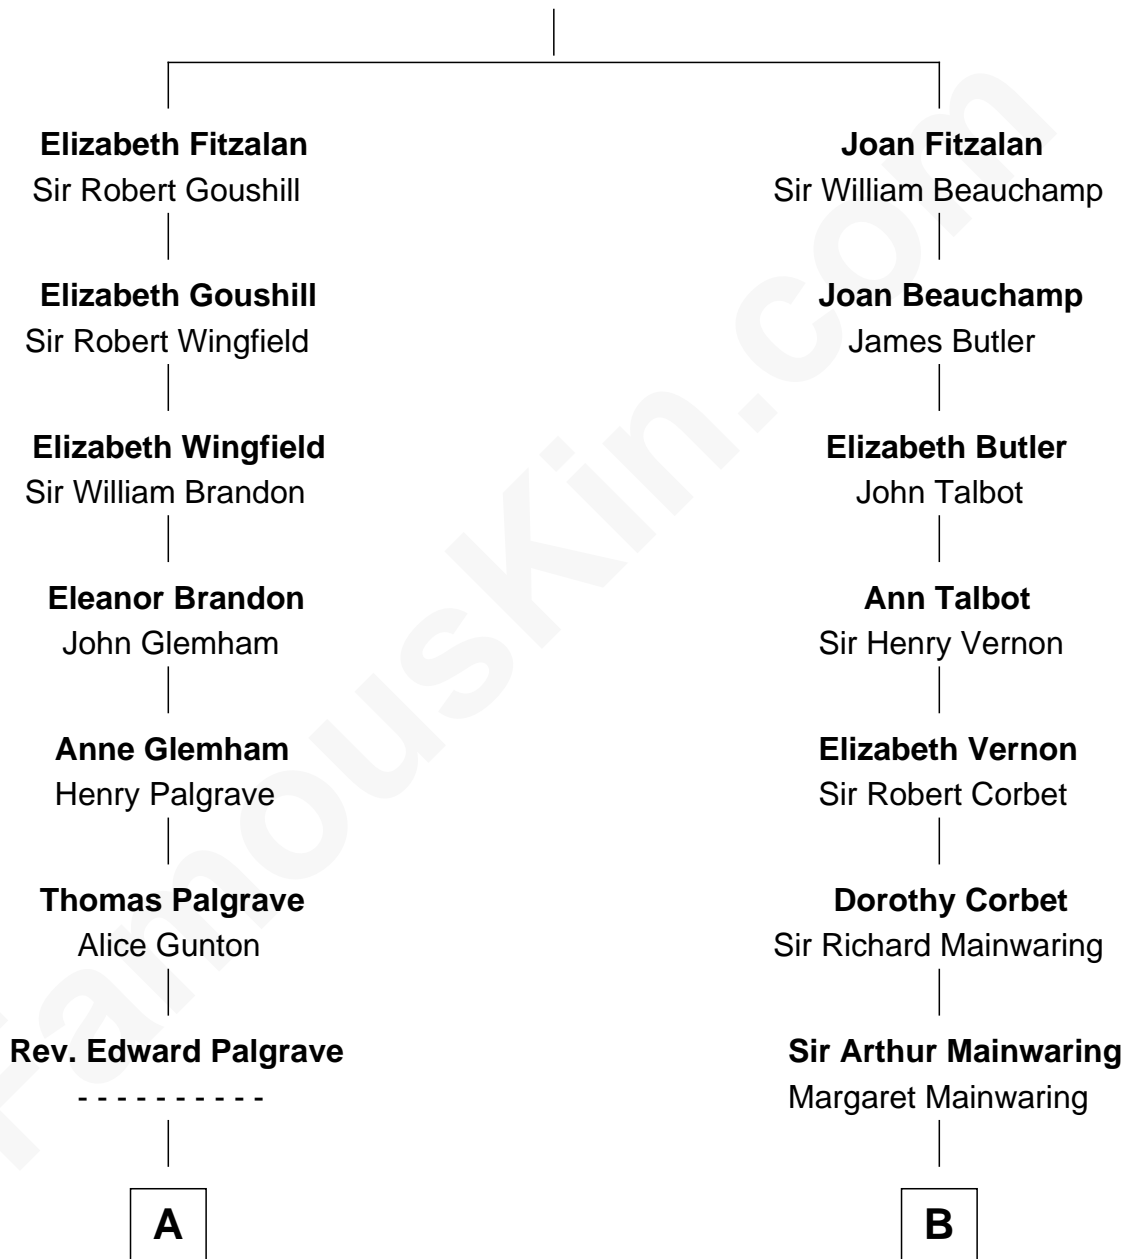 Elizabeth Fitzalan
Sir Robert Goushill
Elizabeth Goushill
Sir Robert Wingfield
Elizabeth Wingfield
Sir William Brandon
Eleanor Brandon
John Glemham
Anne Glemham
Henry Palgrave
Thomas Palgrave
Alice Gunton
Rev. Edward Palgrave
- - - - - - - - - -
A
Joan Fitzalan
Sir William Beauchamp
Joan Beauchamp
James Butler
Elizabeth Butler
John Talbot
Ann Talbot
Sir Henry Vernon
Elizabeth Vernon
Sir Robert Corbet
Dorothy Corbet
Sir Richard Mainwaring
Sir Arthur Mainwaring
Margaret Mainwaring
B
FamousKin.com